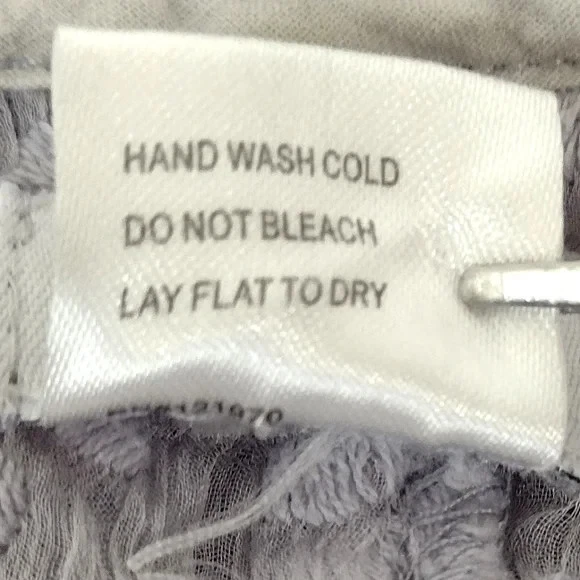 HAND WASH COLD
DO NOT BLEACH
LAY FLAT TO DRY